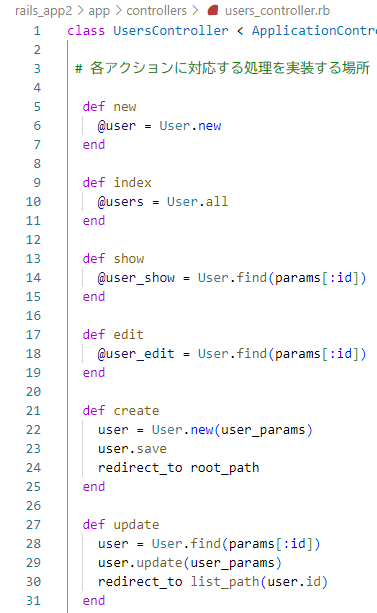 rails_app2 > app > controllers > users_controller.rb
1 class UsersController < ApplicationContr
2
3 # 各アクションに対応する処理を実装する場所
4
5 def new
6 @user = User.new
7 end
8
9 def index
10 @users = User.all
11 end
12
13 def show
14 @user_show = User.find(params[:id])
15 end
16
17 def edit
18 @user_edit = User.find(params[:id])
19 end
20
21 def create
22 user = User.new(user_params)
23 user.save
24 redirect_to root_path
25 end
26
27 def update
28 user = User.find(params[:id])
29 user.update(user_params)
30 redirect_to list_path(user.id)
31 end